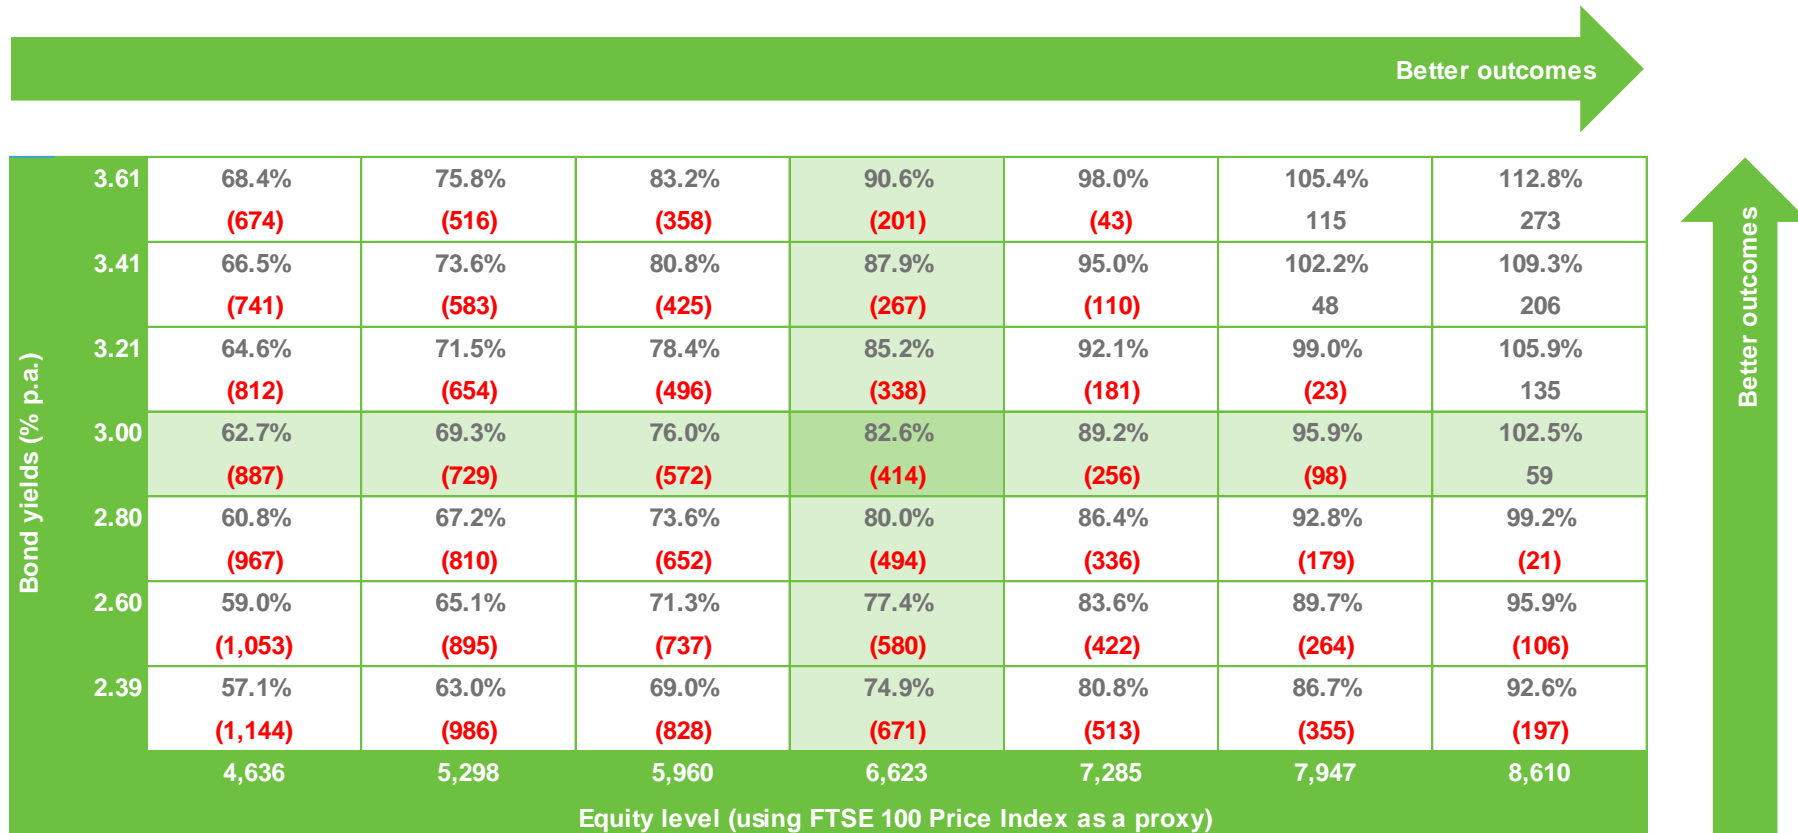 Better outcomes
3.61 68.4% 75.8% 83.2% 90.6% 98.0% 105.4% 112.8%
(674) (516) (358) (201) (43) 115 273
3.41 66.5% 73.6% 80.8% 87.9% 95.0% 102.2% 109.3%
(741) (583) (425) (267) (110) 48 206
3.21 64.6% 71.5% 78.4% 85.2% 92.1% 99.0% 105.9%
(812) (654) (496) (338) (181) (23) 135
3.00 62.7% 69.3% 76.0% 82.6% 89.2% 95.9% 102.5%
(887) (729) (572) (414) (256) (98) 59
2.80 60.8% 67.2% 73.6% 80.0% 86.4% 92.8% 99.2%
(967) (810) (652) (494) (336) (179) (21)
2.60 59.0% 65.1% 71.3% 77.4% 83.6% 89.7% 95.9%
(1,053) (895) (737) (580) (422) (264) (106)
2.39 57.1% 63.0% 69.0% 74.9% 80.8% 86.7% 92.6%
(1,144) (986) (828) (671) (513) (355) (197)
4,636 5,298 5,960 6,623 7,285 7,947 8,610
Equity level (using FTSE 100 Price Index as a proxy)
Bond yields (% p.a.)
Better outcomes